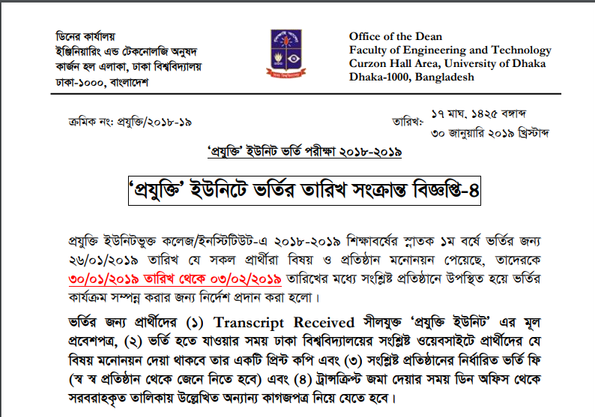 ডিনের কার্যালয়
ইঞ্জিনিয়ারিং এন্ড টেকনোলজি অনুষদ
কার্জন হল এলাকা, ঢাকা বিশ্ববিদ্যালয়
ঢাকা-১০০০, বাংলাদেশ
Office of the Dean
Faculty of Engineering and Technology
Curzon Hall Area, University of Dhaka
Dhaka-1000, Bangladesh
ক্রমিক নং: প্রযুক্তি/২০১৮-১৯
তারিখ: ১৭ মাঘ, ১৪২৫ বঙ্গাব্দ
৩০ জানুয়ারি ২০১৯ খ্রিস্টাব্দ
‘প্রযুক্তি’ ইউনিট ভর্তি পরীক্ষা ২০১৮-২০১৯
‘প্রযুক্তি’ ইউনিটে ভর্তির তারিখ সংক্রান্ত বিজ্ঞপ্তি-৪
প্রযুক্তি ইউনিটভুক্ত কলেজ/ইনস্টিটিউট-এ ২০১৮-২০১৯ শিক্ষাবর্ষের স্নাতক ১ম বর্ষে ভর্তির জন্য
২৬/০১/২০১৯ তারিখ যে সকল প্রার্থীরা বিষয় ও প্রতিষ্ঠান মনোনয়ন পেয়েছে, তাদেরকে
৩০/০১/২০১৯ তারিখ থেকে ০৩/০২/২০১৯ তারিখের মধ্যে সংশ্লিষ্ট প্রতিষ্ঠানে উপস্থিত হয়ে ভর্তির
কার্যক্রম সম্পন্ন করার জন্য নির্দেশ প্রদান করা হলো।
ভর্তির জন্য প্রার্থীদের (১) Transcript Received সীলযুক্ত ‘প্রযুক্তি ইউনিট’ এর মূল
প্রবেশপত্র, (২) ভর্তি হতে যাওয়ার সময় ঢাকা বিশ্ববিদ্যালয়ের সংশ্লিষ্ট ওয়েবসাইটে প্রার্থীদের যে
বিষয় মনোনয়ন দেয়া থাকবে তার একটি প্রিন্ট কপি এবং (৩) সংশ্লিষ্ট প্রতিষ্ঠানের নির্ধারিত ভর্তি ফি
(স্ব স্ব প্রতিষ্ঠান থেকে জেনে নিতে হবে) এবং (৪) ট্রান্সক্রিপ্ট জমা দেয়ার সময় ডিন অফিস থেকে
সরবরাহকৃত তালিকায় উল্লেখিত অন্যান্য কাগজপত্র নিয়ে যেতে হবে।